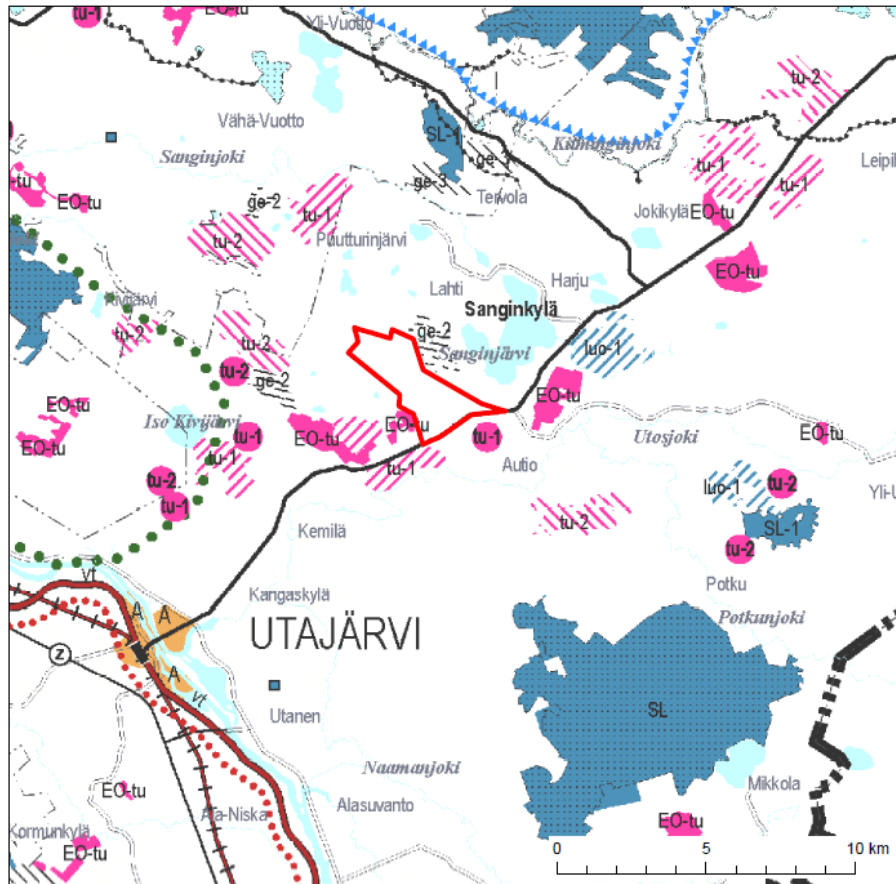 tu-1
EO-tu
Yli-Vuotto
tu-2
Vähä-Vuotto
SL-1
Sanginjoki
ge-3
Kiiminginjoki
ge-3
tu-1
Leipi
EO-tu
ge-2
tu-1
Tervola
tu-1
Jokikylä
EO-tu
tu-2
Puutturinjärvi
EO-tu
Kivijärvi
Lahti
Harju
Sanginkylä
tu-2
tu-2
ge-2
Sanginjärvi
luo-1
tu-2
ge-2
EO-tu
EO-tu
Iso Kivijärvi
EO-tu
tu-1
EO-tu
EO-tu
tu-1
Utosjoki
EO-tu
tu-1
tu-1
Autio
luo-1
tu-2
tu-2
tu-1
tu-2
SL-1
Kemilä
tu-2
vt
Potku
A
A
Kangaskylä
UTAJÄRVI
Potkunjoki
Z
A
vt
Utanen
SL
Naamanjoki
Mikkola
EO-tu
Ala-Niska
Alasuvanto
EO-tu
Kormunkylä
EO-tu
0 5 10 km